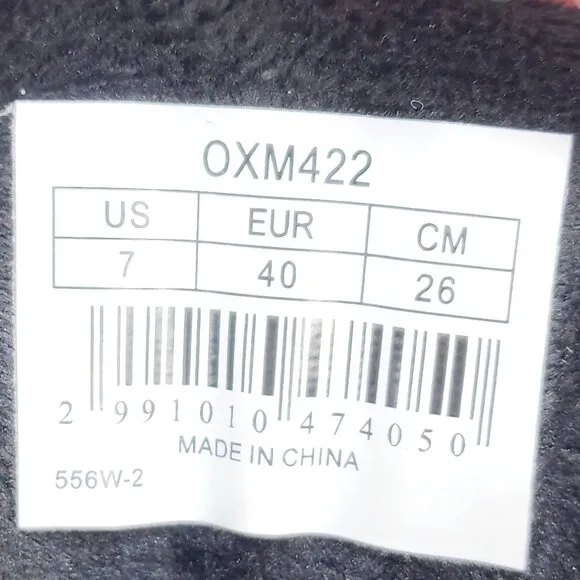 OXM422
US EUR CM
7 40 26
2 991010 474050
MADE IN CHINA
556W-2